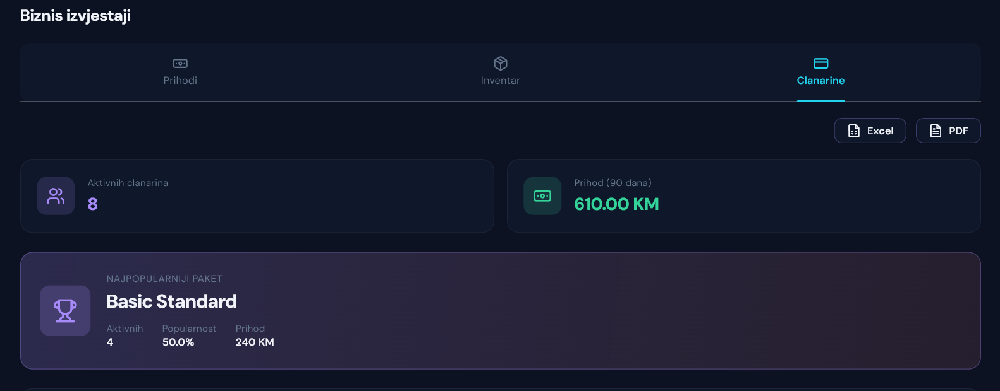 Biznis izvjestaji
Prihodi
Inventar
Clanarine
Excel
PDF
Aktivnih clanarina
8
Prihod (90 dana)
610.00 KM
NAJPOPULARNIJI PAKET
Basic Standard
Aktivnih
Popularnost
Prihod
4
50.0%
240 KM